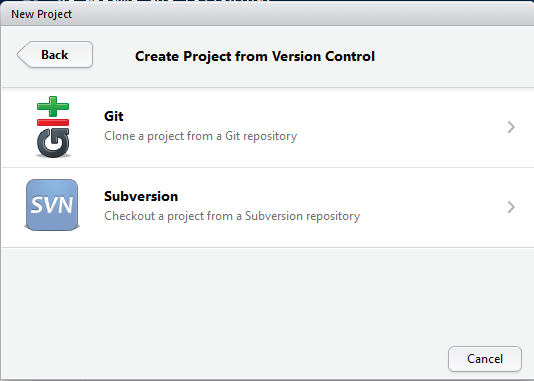 New Project
Back
Create Project from Version Control
Git
Clone a project from a Git repository
SVN
Subversion
Checkout a project from a Subversion repository
Cancel